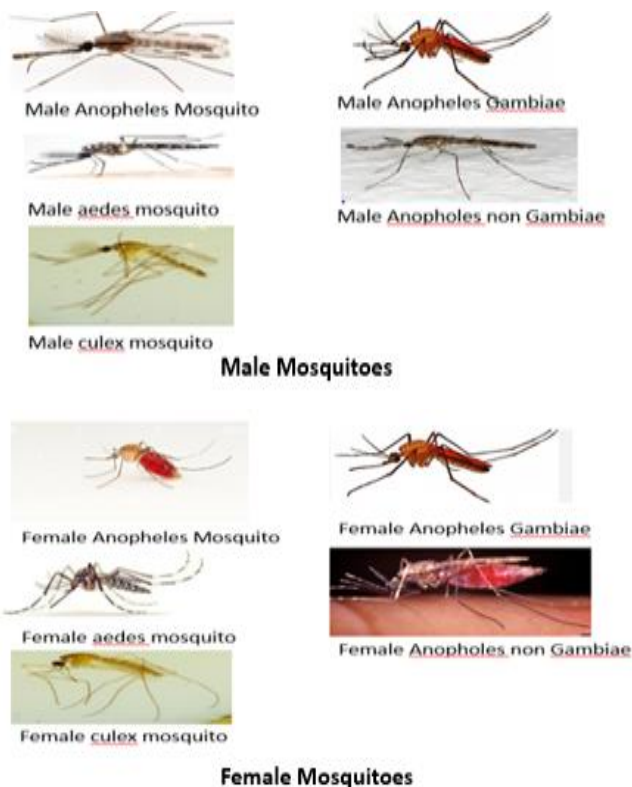 Male Anopheles Mosquito
Male Anopheles Gambiae
Male aedes mosquito
Male Anopholes non Gambiae
Male culex mosquito
Male Mosquitoes
Female Anopheles Mosquito
Female Anopheles Gambiae
Female aedes mosquito
Female Anopholes non Gambiae
Female culex mosquito
Female Mosquitoes